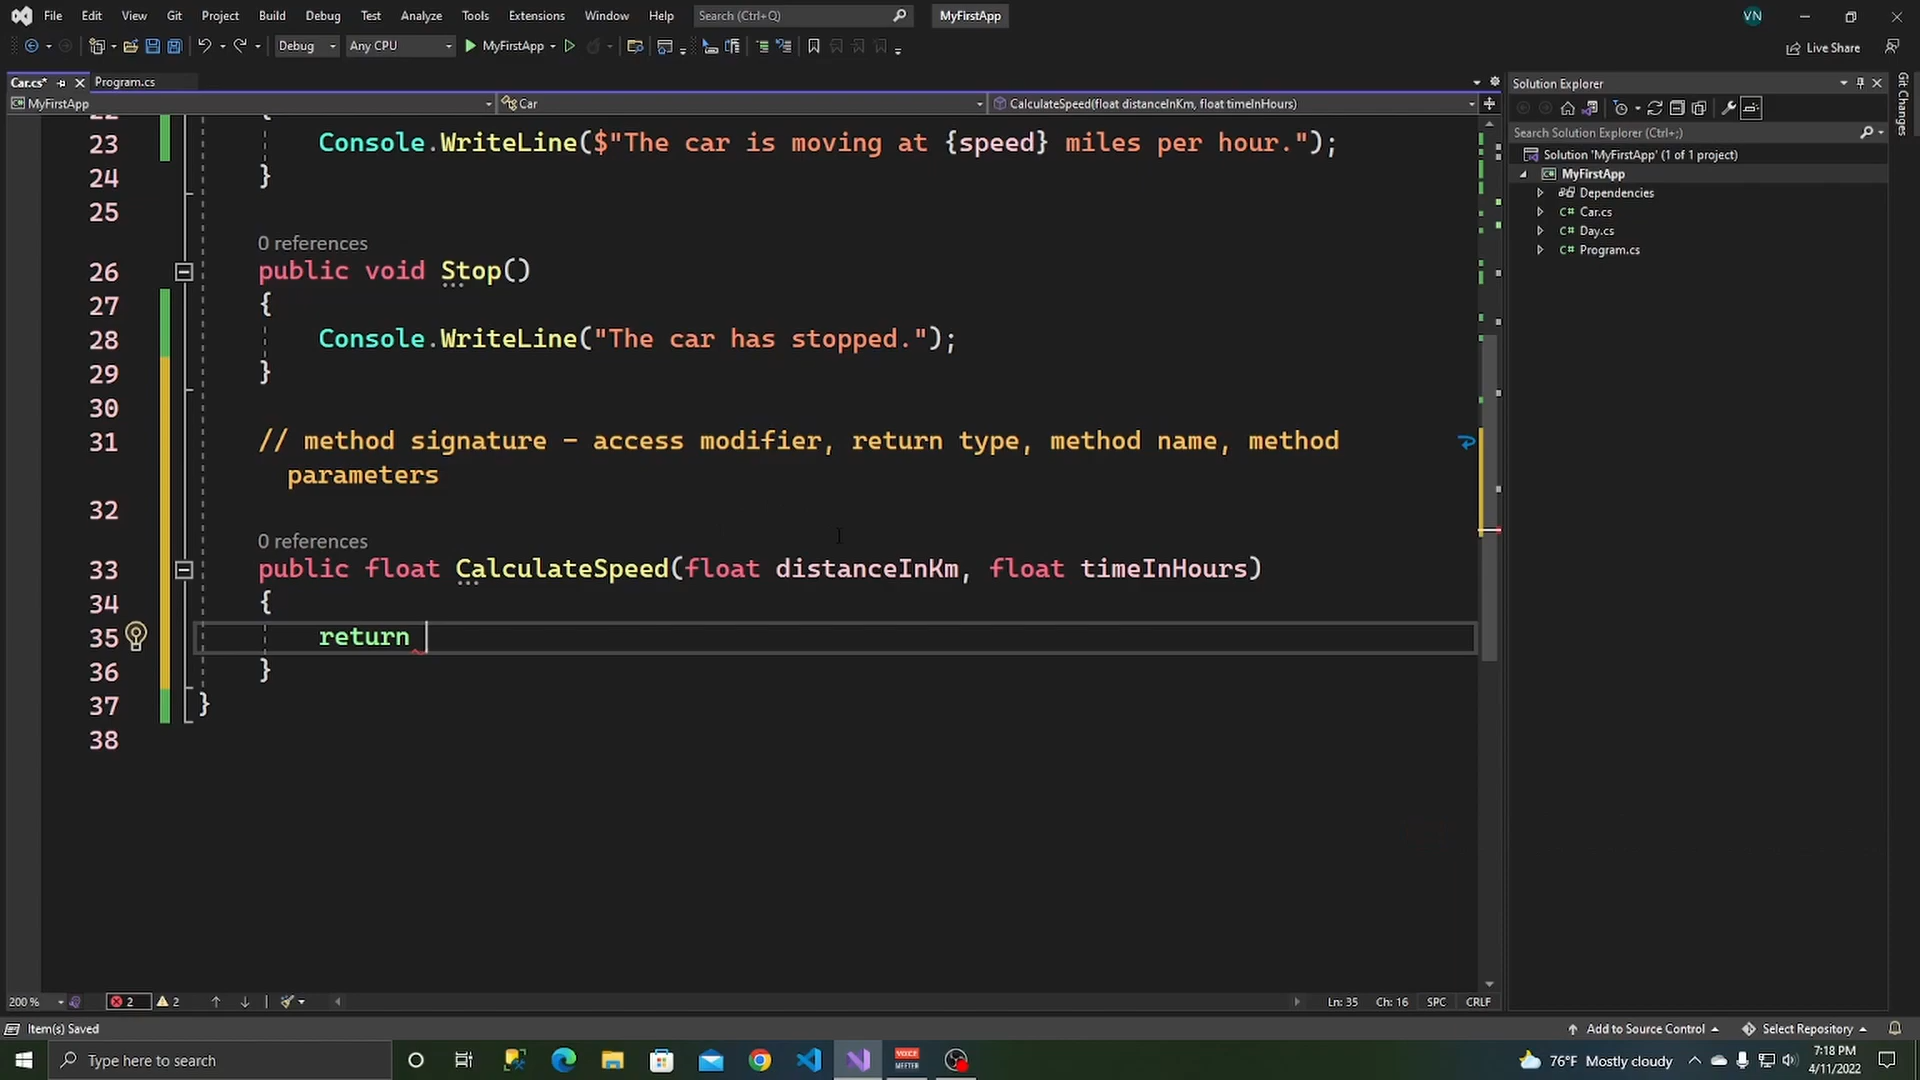 File Edit View Git Project Build Debug Test Analyze Tools Extensions Window Help Search (Ctrl+Q) MyFirstApp VN
Debug Any CPU MyFirstApp Live Share
Car.cs* Program.cs
MyFirstApp Car CalculateSpeed(float distanceInKm, float timeInHours)
23 Console.WriteLine($"The car is moving at {speed} miles per hour.");
24 }
25
0 references
26 public void Stop()
27 {
28 Console.WriteLine("The car has stopped.");
29 }
30
31 // method signature - access modifier, return type, method name, method
parameters
32
0 references
33 public float CalculateSpeed(float distanceInKm, float timeInHours)
34 {
35 return
36 }
37 }
38
200 % 2 2 Ln: 35 Ch: 16 SPC CRLF
Solution Explorer
Search Solution Explorer (Ctrl+;)
Solution 'MyFirstApp' (1 of 1 project)
MyFirstApp
Dependencies
C# Car.cs
C# Day.cs
C# Program.cs
Git Changes
Item(s) Saved Add to Source Control Select Repository
Type here to search VOICE MEETER 76°F Mostly cloudy 7:18 PM
4/11/2022